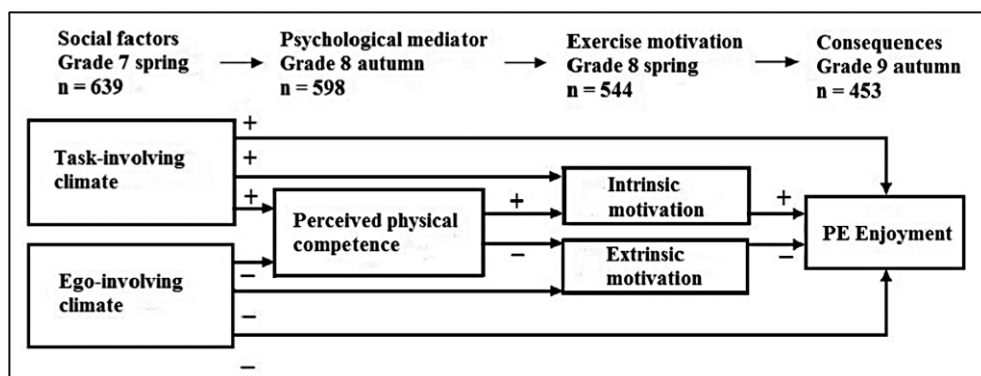 Social factors
Grade 7 spring
n = 639
Psychological mediator
Grade 8 autumn
n = 598
Exercise motivation
Grade 8 spring
n = 544
Consequences
Grade 9 autumn
n = 453
+
Task-involving
climate
+
+
Perceived physical
competence
+
−
Intrinsic
motivation
Extrinsic
motivation
+
−
PE Enjoyment
Ego-involving
climate
−
−
−